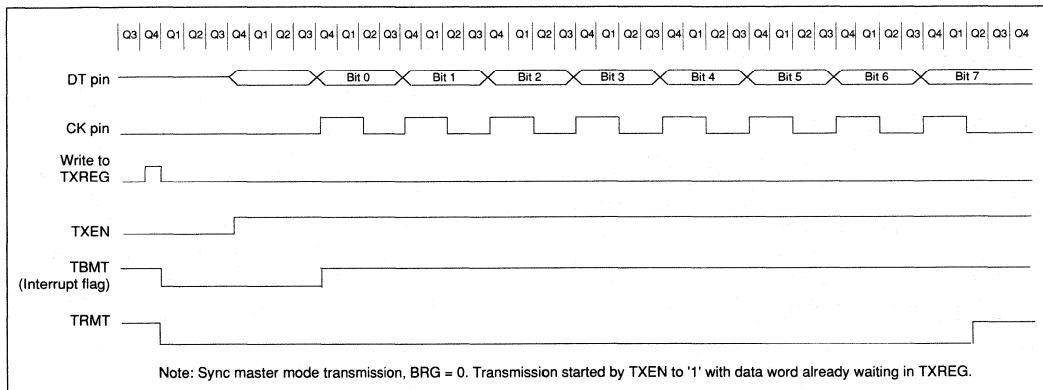 Q3 Q4 Q1 Q2 Q3 Q4 Q1 Q2 Q3 Q4 Q1 Q2 Q3 Q4 Q1 Q2 Q3 Q4 Q1 Q2 Q3 Q4 Q1 Q2 Q3 Q4 Q1 Q2 Q3 Q4 Q1 Q2 Q3 Q4 Q1 Q2 Q3 Q4 Q1 Q2 Q3 Q4
DT pin Bit 0 Bit 1 Bit 2 Bit 3 Bit 4 Bit 5 Bit 6 Bit 7
CK pin
Write to
TXREG
TXEN
TBMT
(Interrupt flag)
TRMT
Note: Sync master mode transmission, BRG = 0. Transmission started by TXEN to '1' with data word already waiting in TXREG.